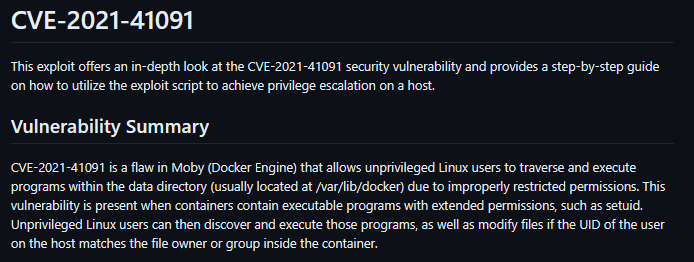 CVE-2021-41091
This exploit offers an in-depth look at the CVE-2021-41091 security vulnerability and provides a step-by-step guide
on how to utilize the exploit script to achieve privilege escalation on a host.
Vulnerability Summary
CVE-2021-41091 is a flaw in Moby (Docker Engine) that allows unprivileged Linux users to traverse and execute
programs within the data directory (usually located at /var/lib/docker) due to improperly restricted permissions. This
vulnerability is present when containers contain executable programs with extended permissions, such as setuid.
Unprivileged Linux users can then discover and execute those programs, as well as modify files if the UID of the user
on the host matches the file owner or group inside the container.